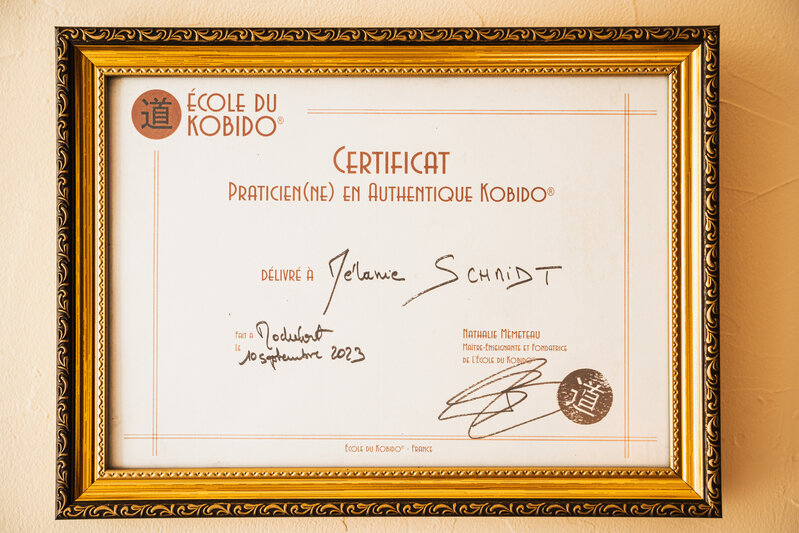 道
ÉCOLE DU
KOBIDO®
CERTIFICAT
PRATICIEN(NE) EN AUTHENTIQUE KOBIDO®
DÉLIVRÉ À Mélanie SCHMIDT
FAIT À Rochefort
LE 10 septembre 2023
NATHALIE MÈMETEAU
MAÎTRE-ENSEIGNANTE ET FONDATRICE
DE L'ÉCOLE DU KOBIDO®
道
ÉCOLE DU KOBIDO® - FRANCE